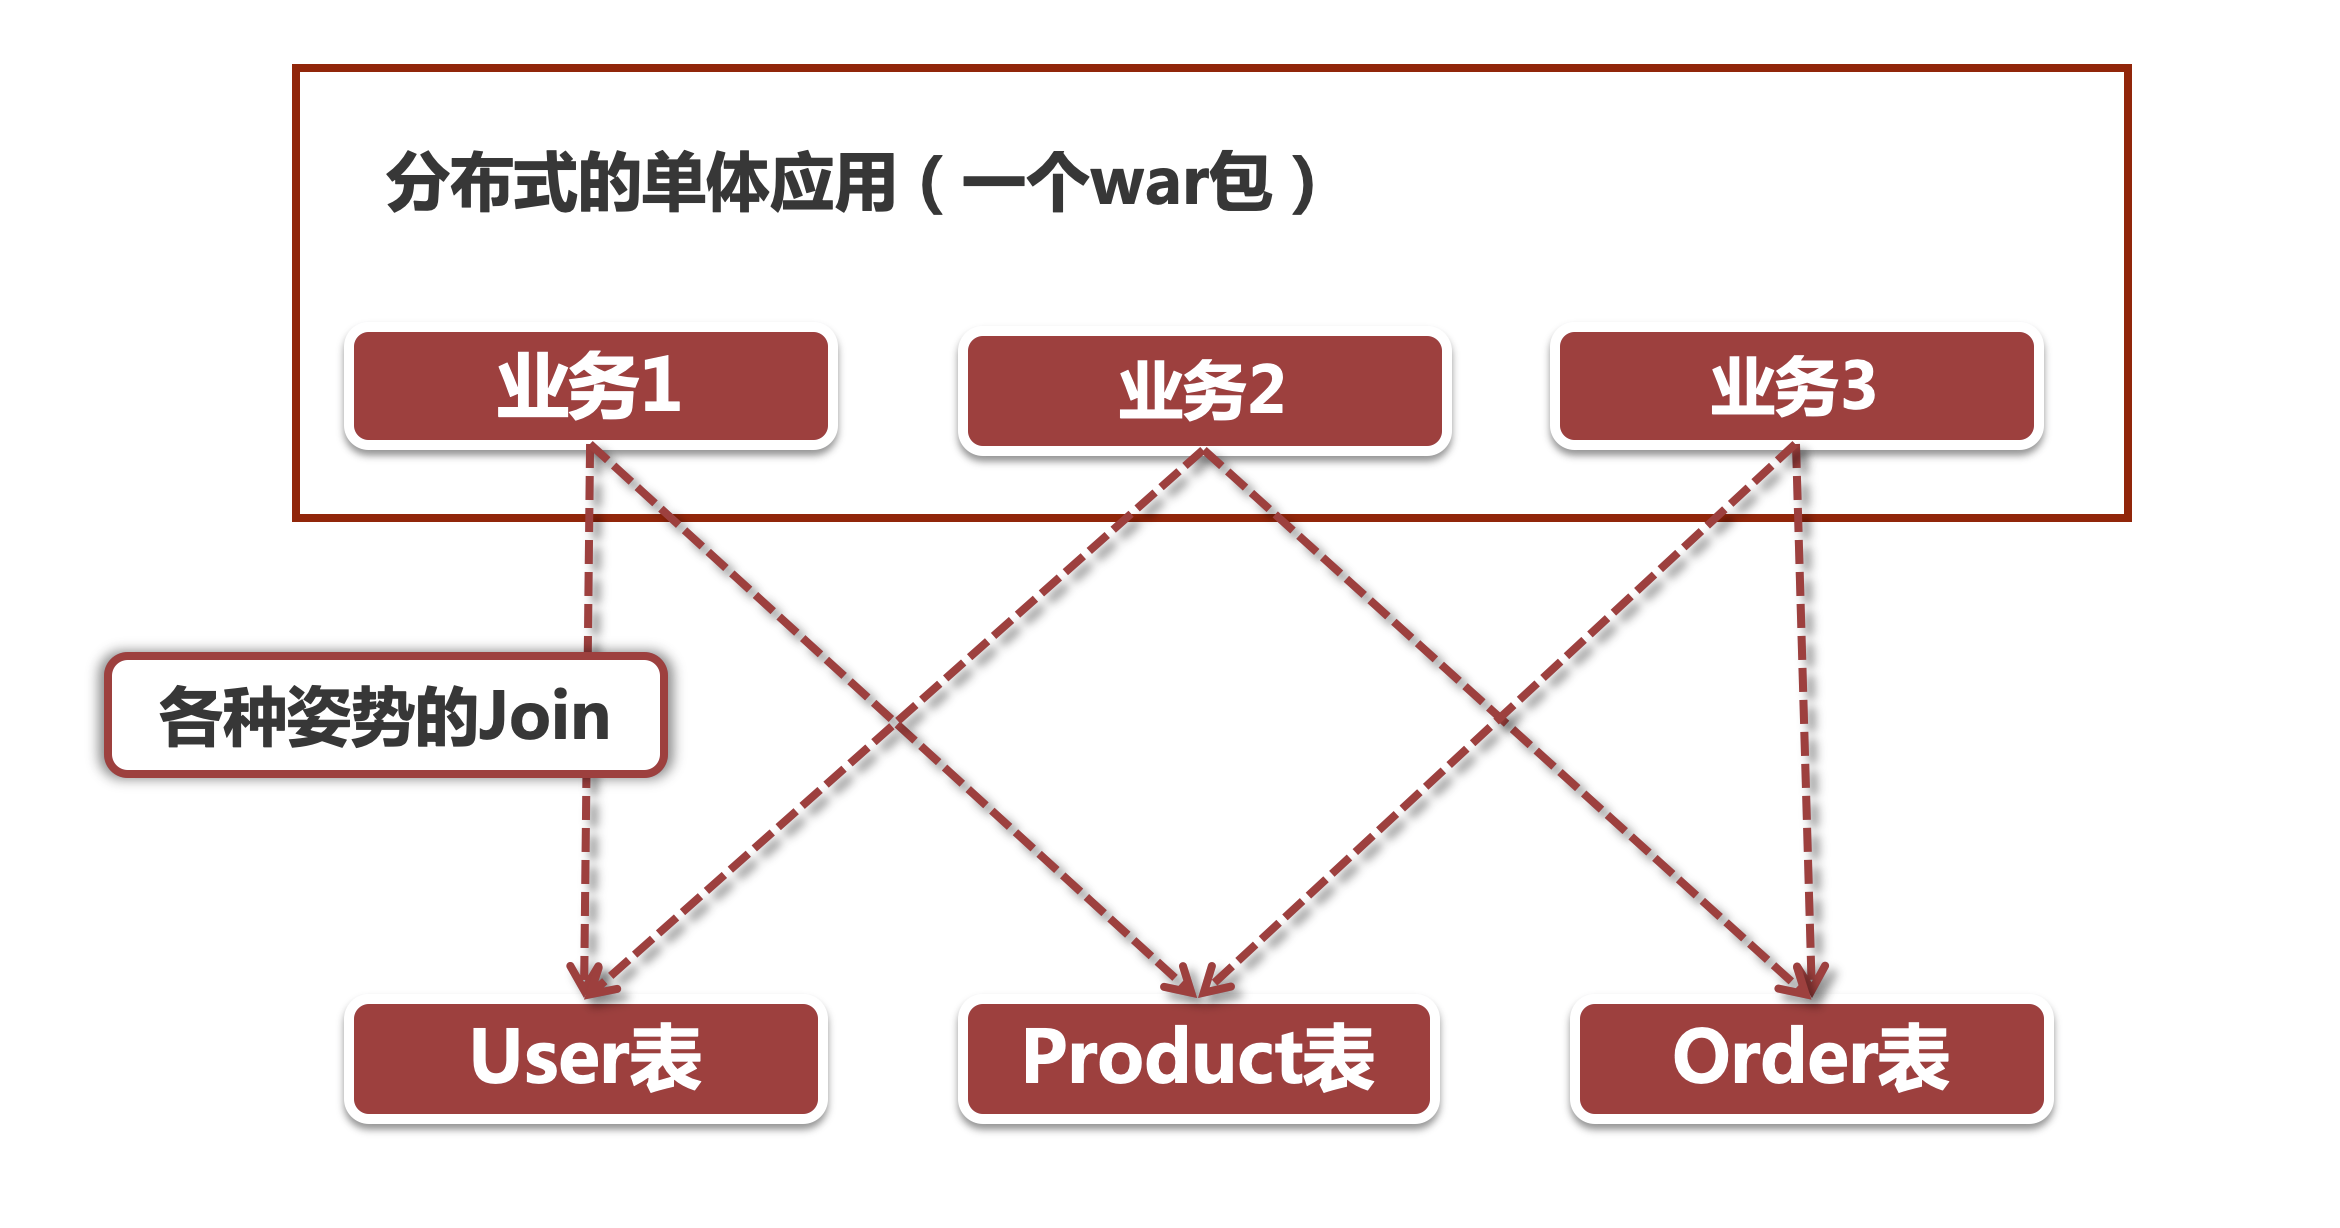 分布式的单体应用（一个war包）
业务1
业务2
业务3
各种姿势的Join
User表
Product表
Order表